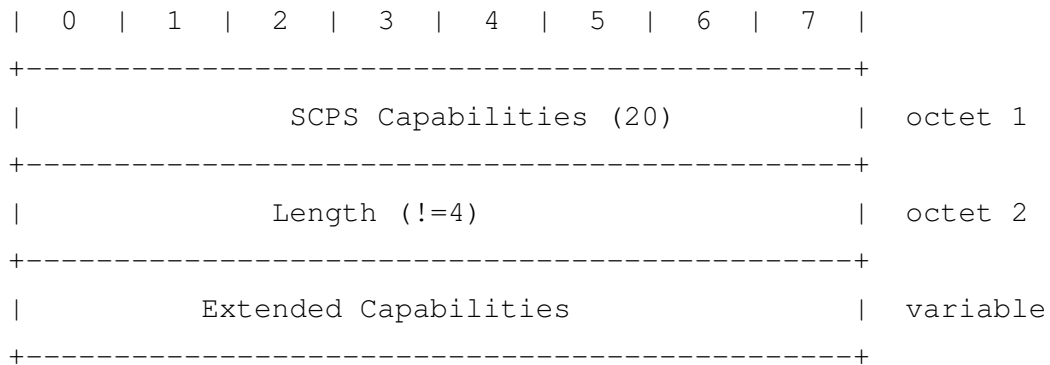 | 0 | 1 | 2 | 3 | 4 | 5 | 6 | 7 |
+-----------------------------------------------+
| SCPS Capabilities (20) | octet 1
+-----------------------------------------------+
| Length (!=4) | octet 2
+-----------------------------------------------+
| Extended Capabilities | variable
+-----------------------------------------------+